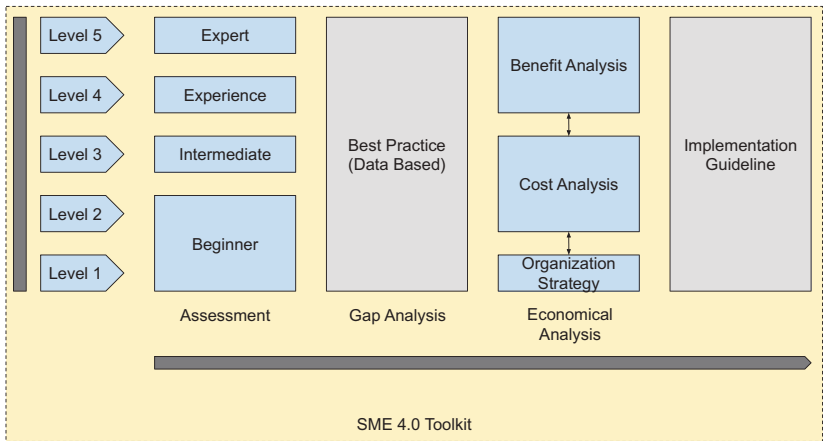 Level 5
Expert
Benefit Analysis
Level 4
Experience
Level 3
Intermediate
Best Practice
(Data Based)
Implementation
Guideline
Cost Analysis
Level 2
Beginner
Level 1
Organization
Strategy
Assessment
Gap Analysis
Economical
Analysis
SME 4.0 Toolkit